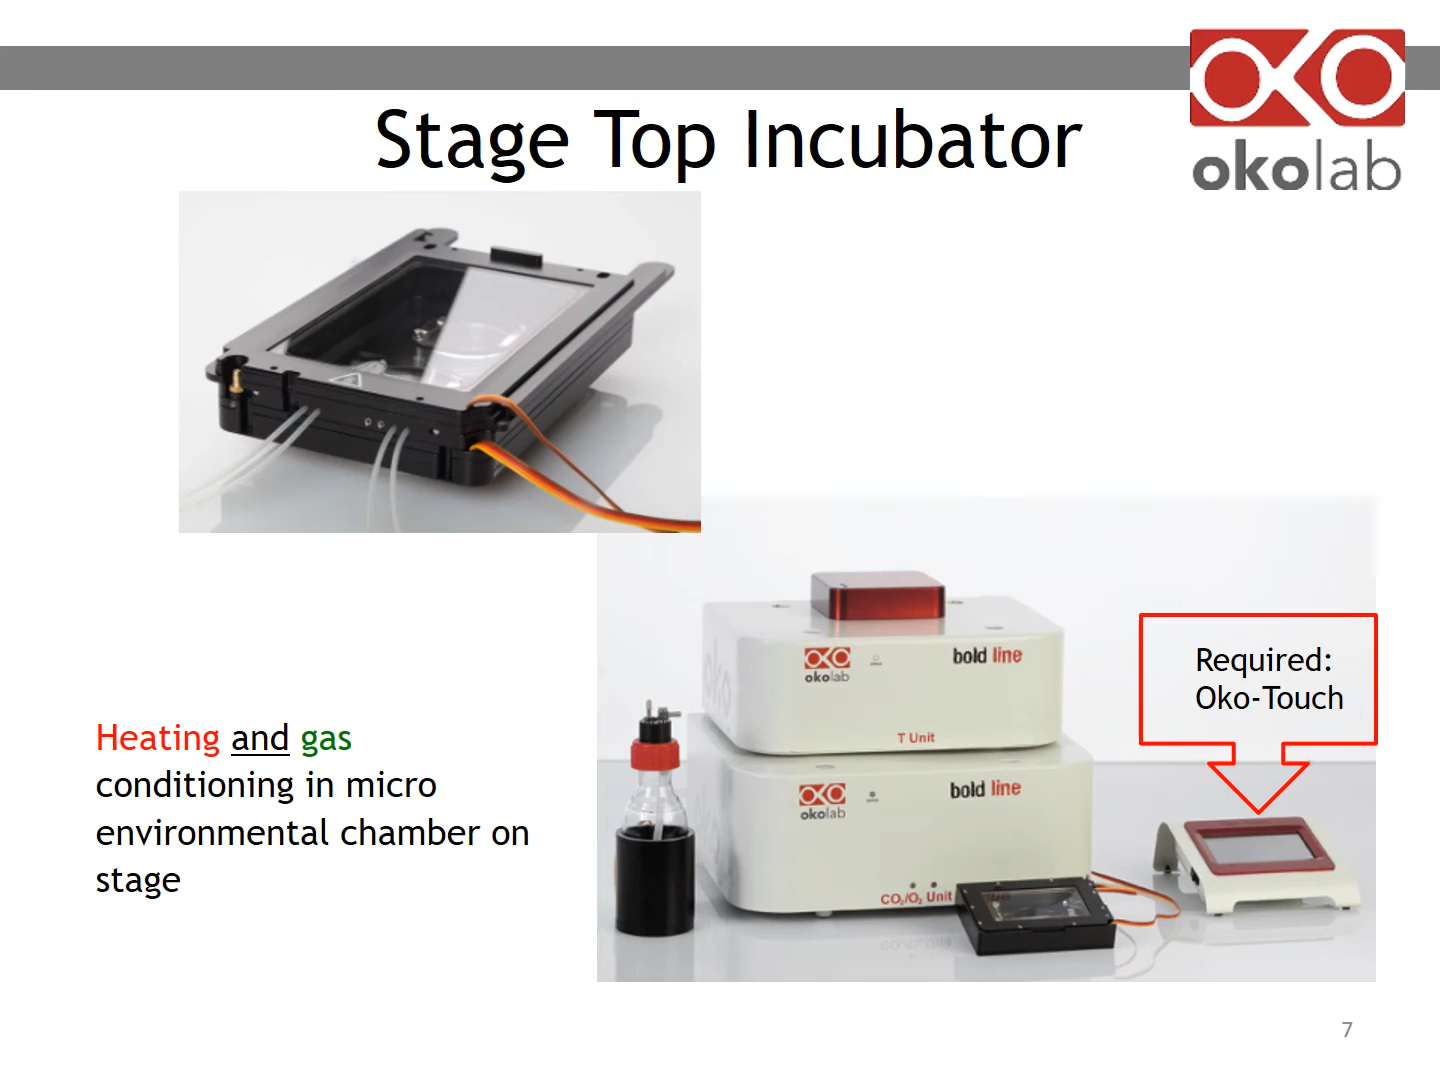 okolab
Stage Top Incubator
okolab
bold line
T Unit
Required:
Oko-Touch
Heating and gas
conditioning in micro
environmental chamber on
stage
okolab
bold line
CO₂/O₂ Unit
7